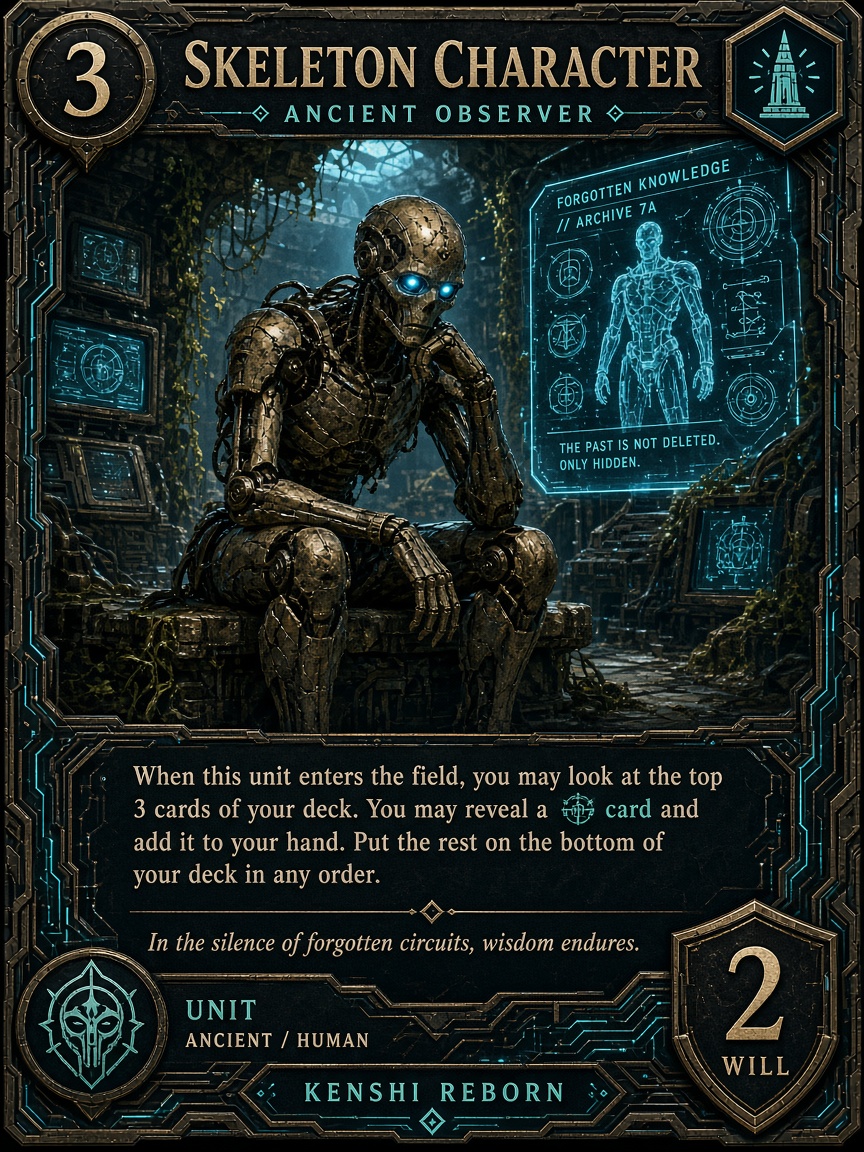 3
SKELETON CHARACTER
ANCIENT OBSERVER
FORGOTTEN KNOWLEDGE
// ARCHIVE 7A
THE PAST IS NOT DELETED.
ONLY HIDDEN.
When this unit enters the field, you may look at the top
3 cards of your deck. You may reveal a card and
add it to your hand. Put the rest on the bottom of
your deck in any order.
In the silence of forgotten circuits, wisdom endures.
UNIT
ANCIENT / HUMAN
2
WILL
KENSHI REBORN